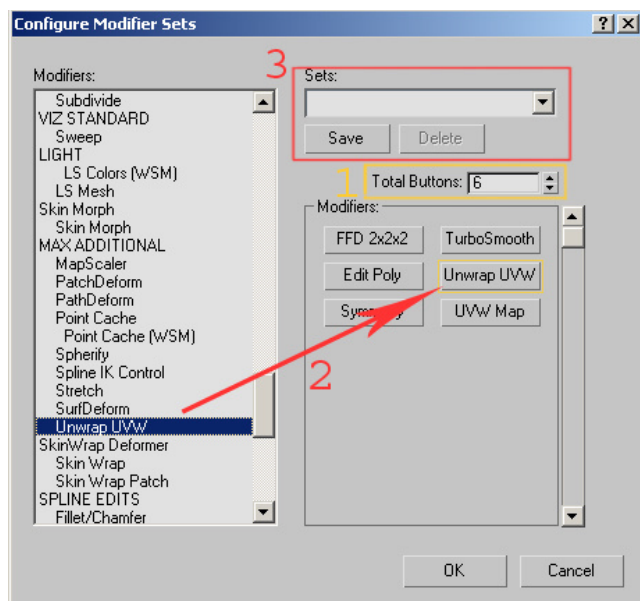 Configure Modifier Sets
Modifiers:
Subdivide
VIZ STANDARD
Sweep
LIGHT
LS Colors (WSM)
LS Mesh
Skin Morph
Skin Morph
MAX ADDITIONAL
MapScaler
PatchDeform
PathDeform
Point Cache
Point Cache (WSM)
Spherify
Spline IK Control
Stretch
SurfDeform
Unwrap UVW
SkinWrap Deformer
Skin Wrap
Skin Wrap Patch
SPLINE EDITS
Fillet/Chamfer
3
Sets:
Save Delete
1 Total Buttons: 6
Modifiers:
FFD 2x2x2 TurboSmooth
Edit Poly Unwrap UVW
UVW Map
2
OK Cancel